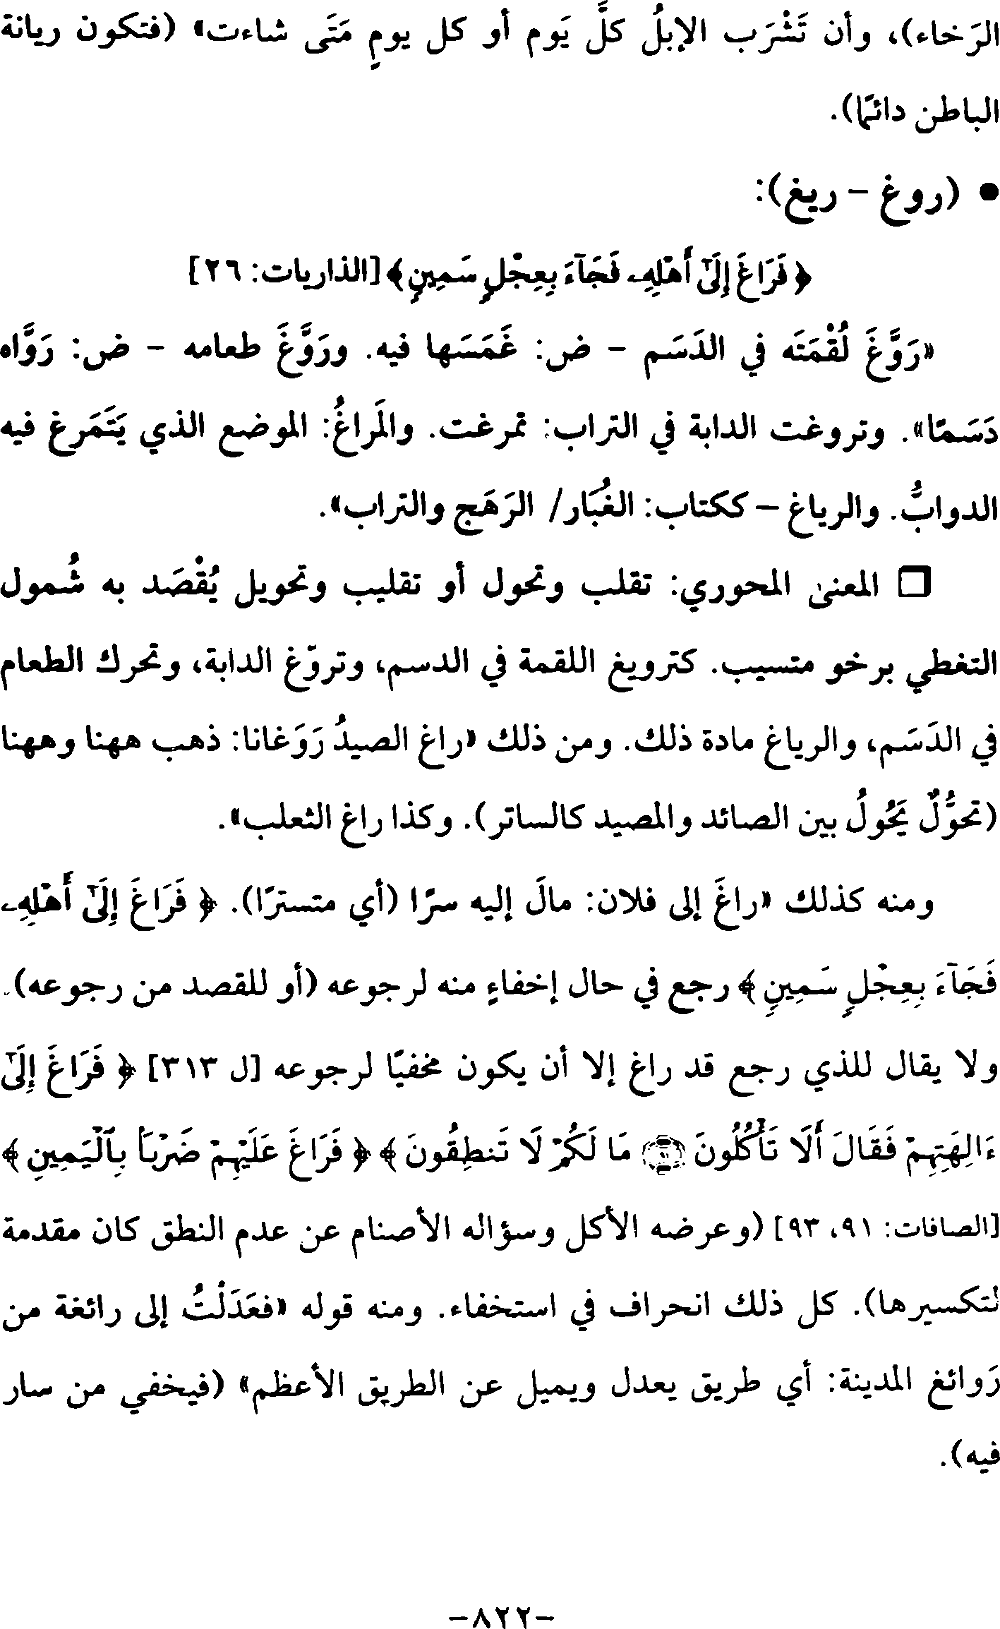 الرَخاء)، وأن تَشْرَب الإبلُ كلَّ يَوم أو كل يومٍ مَتَى شاءت» (فتكون ريانة
الباطن دائمًا).
● (روغ – ريغ):
﴿ فَرَاغَ إِلَىٰٓ أَهْلِهِۦ فَجَآءَ بِعِجْلٍ سَمِينٍ ﴾ [الذاريات: ٢٦]
«رَوَّغَ لُقْمَتَه في الدَسَم – ض: غَمَسَها فيه. ورَوَّغَ طعامه – ض: رَوَّاه
دَسَمًا». وتروغت الدابة في التراب: تمرغت. والمَراغُ: الموضع الذي يَتَمَرغ فيه
الدوابُّ. والرياغ – ككتاب: الغُبَار/ الرَهَج والتراب».
❏ المعنى المحوري: تقلب وتحول أو تقليب وتحويل يُقْصَد به شُمول
التغطي برخو متسيب. كترويغ اللقمة في الدسم، وتروّغ الدابة، وتحرك الطعام
في الدَسَم، والرياغ مادة ذلك. ومن ذلك «راغ الصيدُ رَوَغانا: ذهب ههنا وههنا
(تحوُّلٌ يَحُولُ بين الصائد والمصيد كالساتر). وكذا راغ الثعلب».
ومنه كذلك «راغَ إلى فلان: مالَ إليه سرًا (أي متسترًا). ﴿ فَرَاغَ إِلَىٰٓ أَهْلِهِۦ
فَجَآءَ بِعِجْلٍ سَمِينٍ ﴾ رجع في حال إخفاءٍ منه لرجوعه (أو للقصد من رجوعه).
ولا يقال للذي رجع قد راغ إلا أن يكون مخفيًا لرجوعه [ل ٣١٣] ﴿ فَرَاغَ إِلَىٰٓ
ءَالِهَتِهِمْ فَقَالَ أَلَا تَأْكُلُونَ ۝٩١ مَا لَكُمْ لَا تَنطِقُونَ ﴾ ﴿ فَرَاغَ عَلَيْهِمْ ضَرْبًۢا بِٱلْيَمِينِ ﴾
[الصافات: ٩١، ٩٣] (وعرضه الأكل وسؤاله الأصنام عن عدم النطق كان مقدمة
لتكسيرها). كل ذلك انحراف في استخفاء. ومنه قوله «فعَدَلْتُ إلى رائغة من
رَوائغ المدينة: أي طريق يعدل ويميل عن الطريق الأعظم» (فيخفي من سار
فيه).
–٨٢٢–